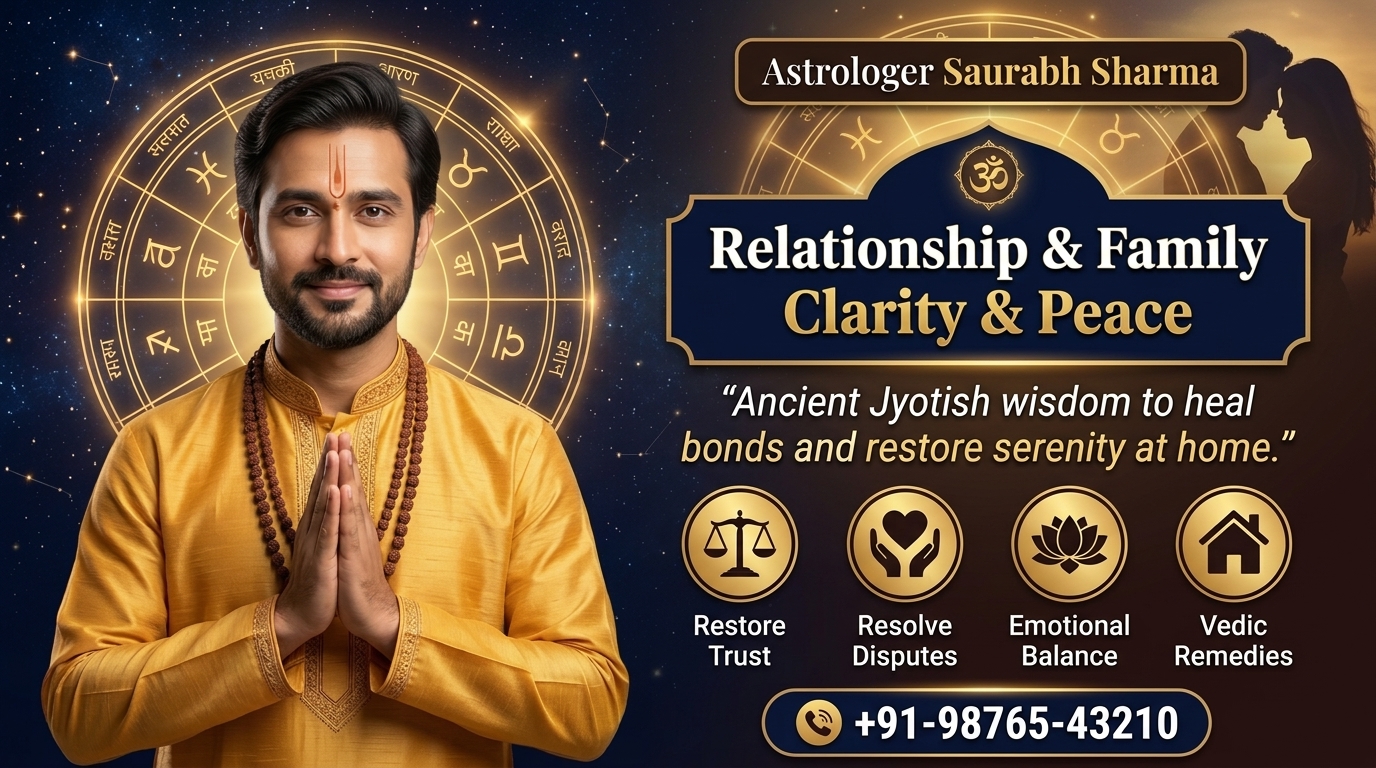 Astrologer Saurabh Sharma
ॐ
Relationship & Family
Clarity & Peace
“Ancient Jyotish wisdom to heal
bonds and restore serenity at home.”
Restore
Trust
Resolve
Disputes
Emotional
Balance
Vedic
Remedies
+91-98765-43210